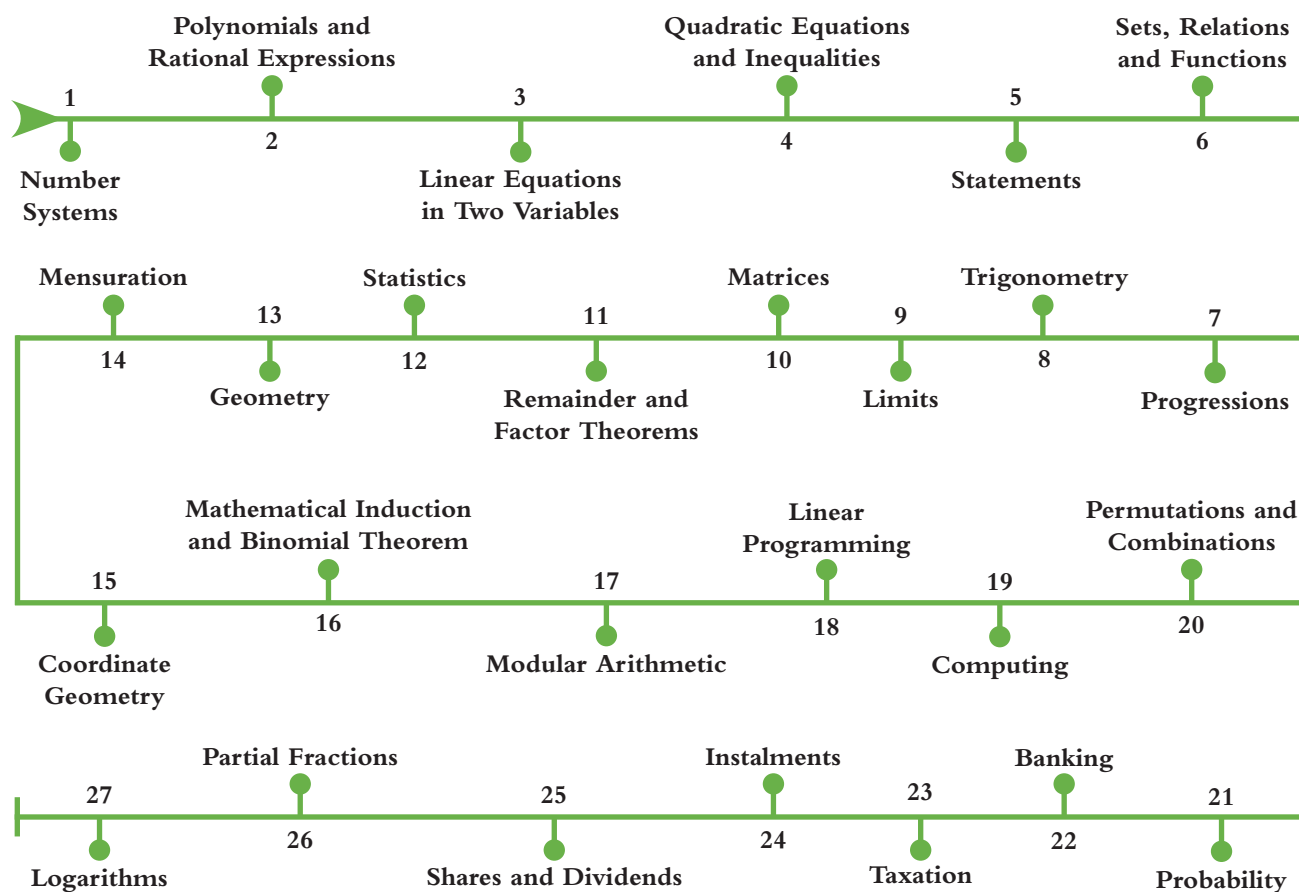 Polynomials and
Rational Expressions
Quadratic Equations
and Inequalities
Sets, Relations
and Functions
1
3
5
2
4
6
Number
Systems
Linear Equations
in Two Variables
Statements
Mensuration
Statistics
Matrices
Trigonometry
13
11
9
7
14
12
10
8
Geometry
Remainder and
Factor Theorems
Limits
Progressions
Mathematical Induction
and Binomial Theorem
Linear
Programming
Permutations and
Combinations
15
17
19
16
18
20
Coordinate
Geometry
Modular Arithmetic
Computing
Partial Fractions
Instalments
Banking
27
25
23
21
26
24
22
Logarithms
Shares and Dividends
Taxation
Probability